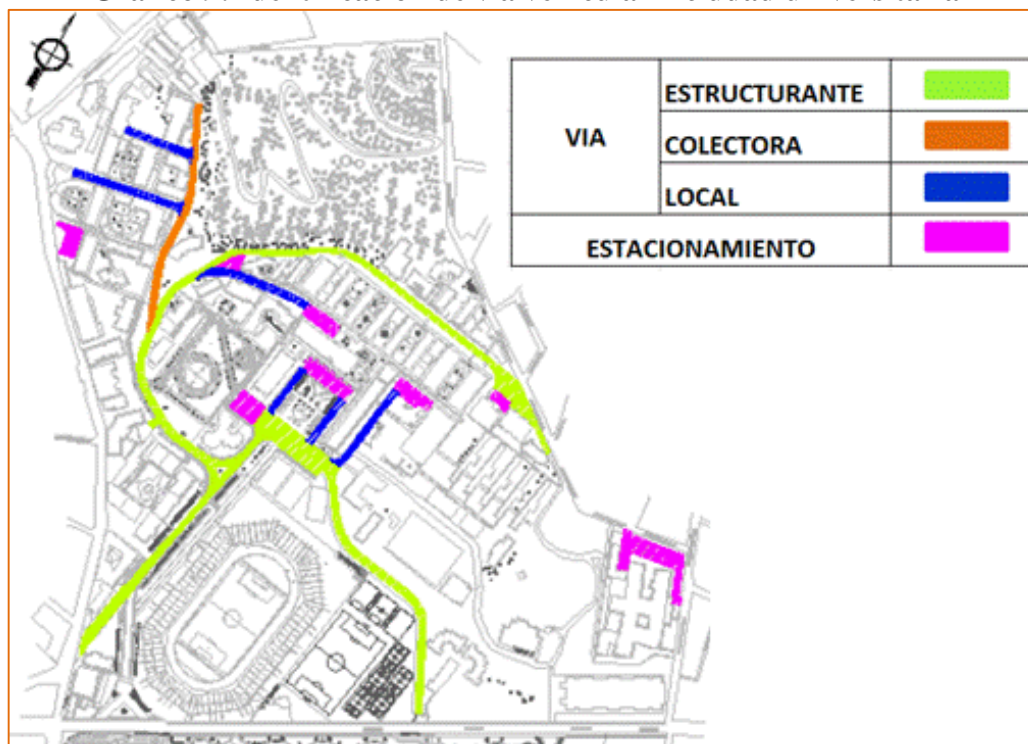 VIA
ESTRUCTURANTE
COLECTORA
LOCAL
ESTACIONAMIENTO